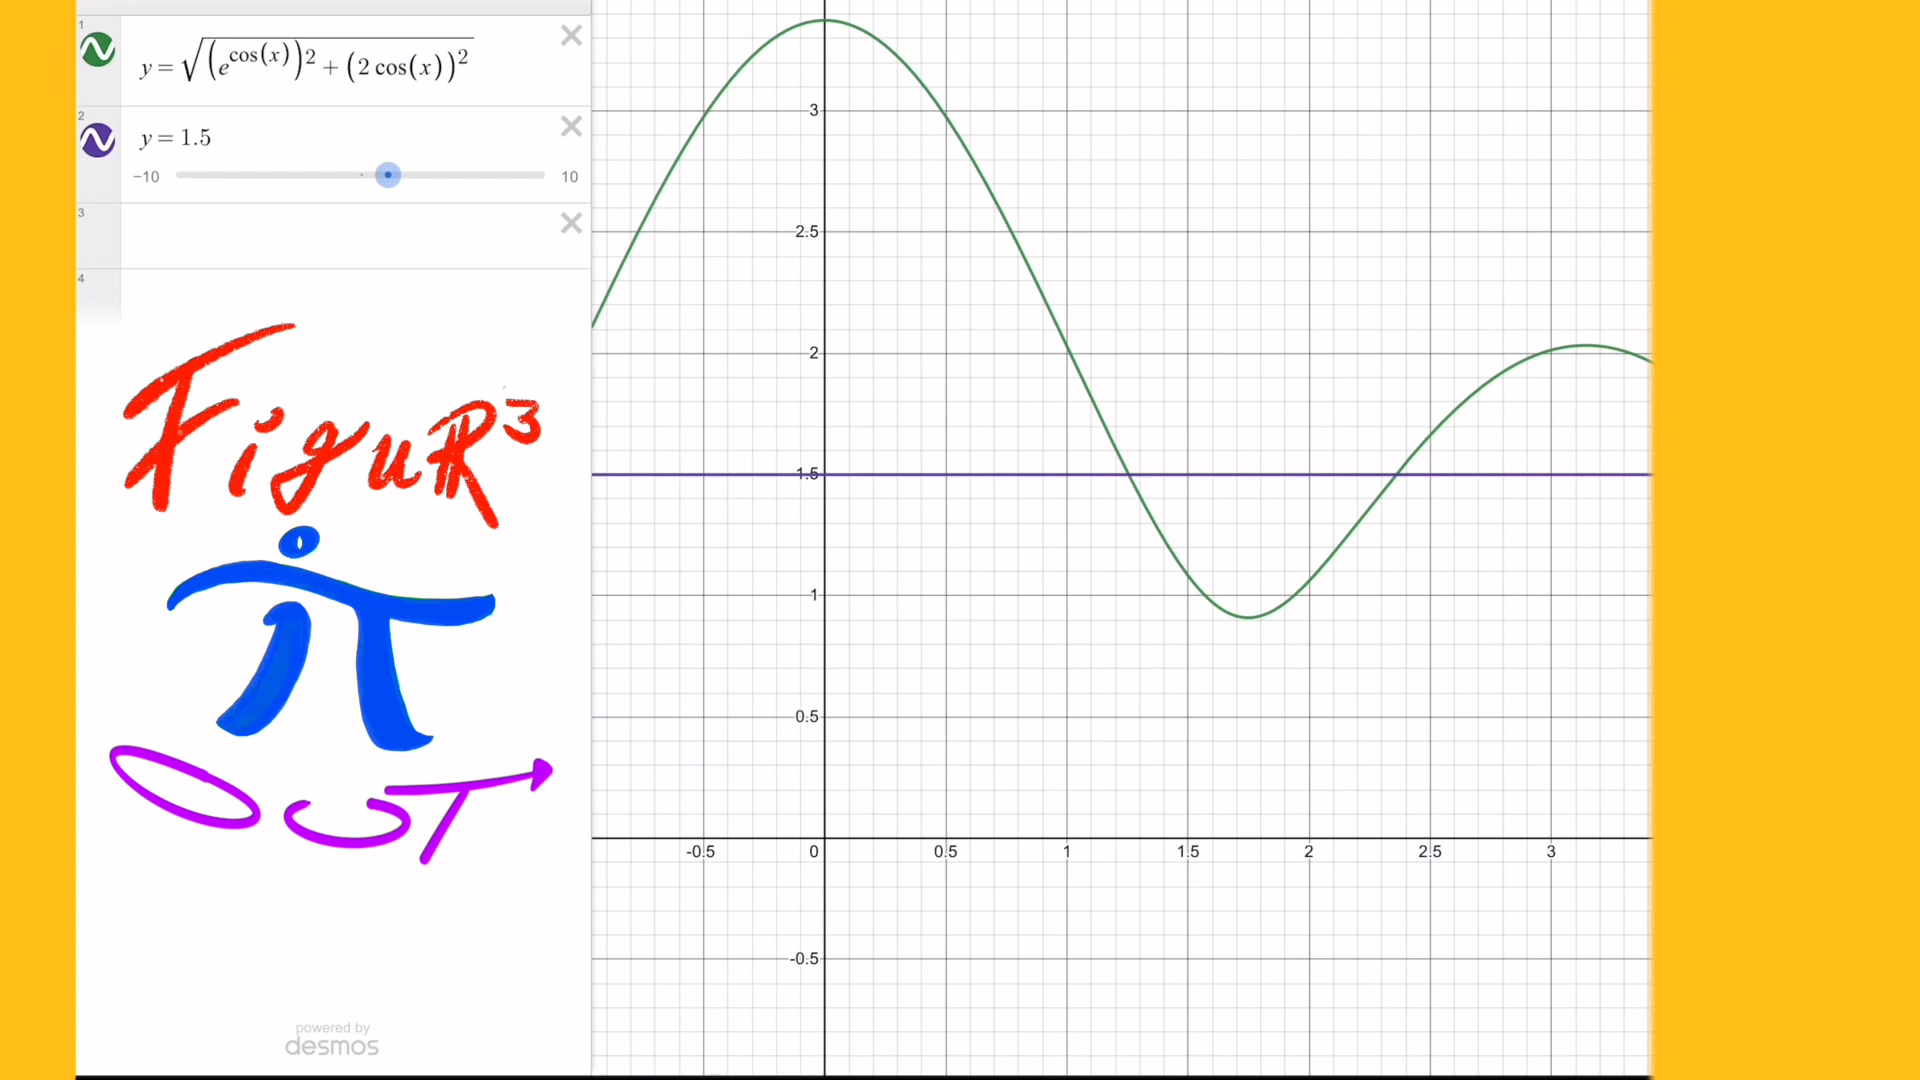 1
y = √((e^cos(x))2 + (2 cos(x))^2)
2
y = 1.5
-10 10
3
4
Figuℝ³
π
OUT
powered by
desmos
3
2.5
2
1.5
1
0.5
-0.5 0 0.5 1 1.5 2 2.5 3
-0.5